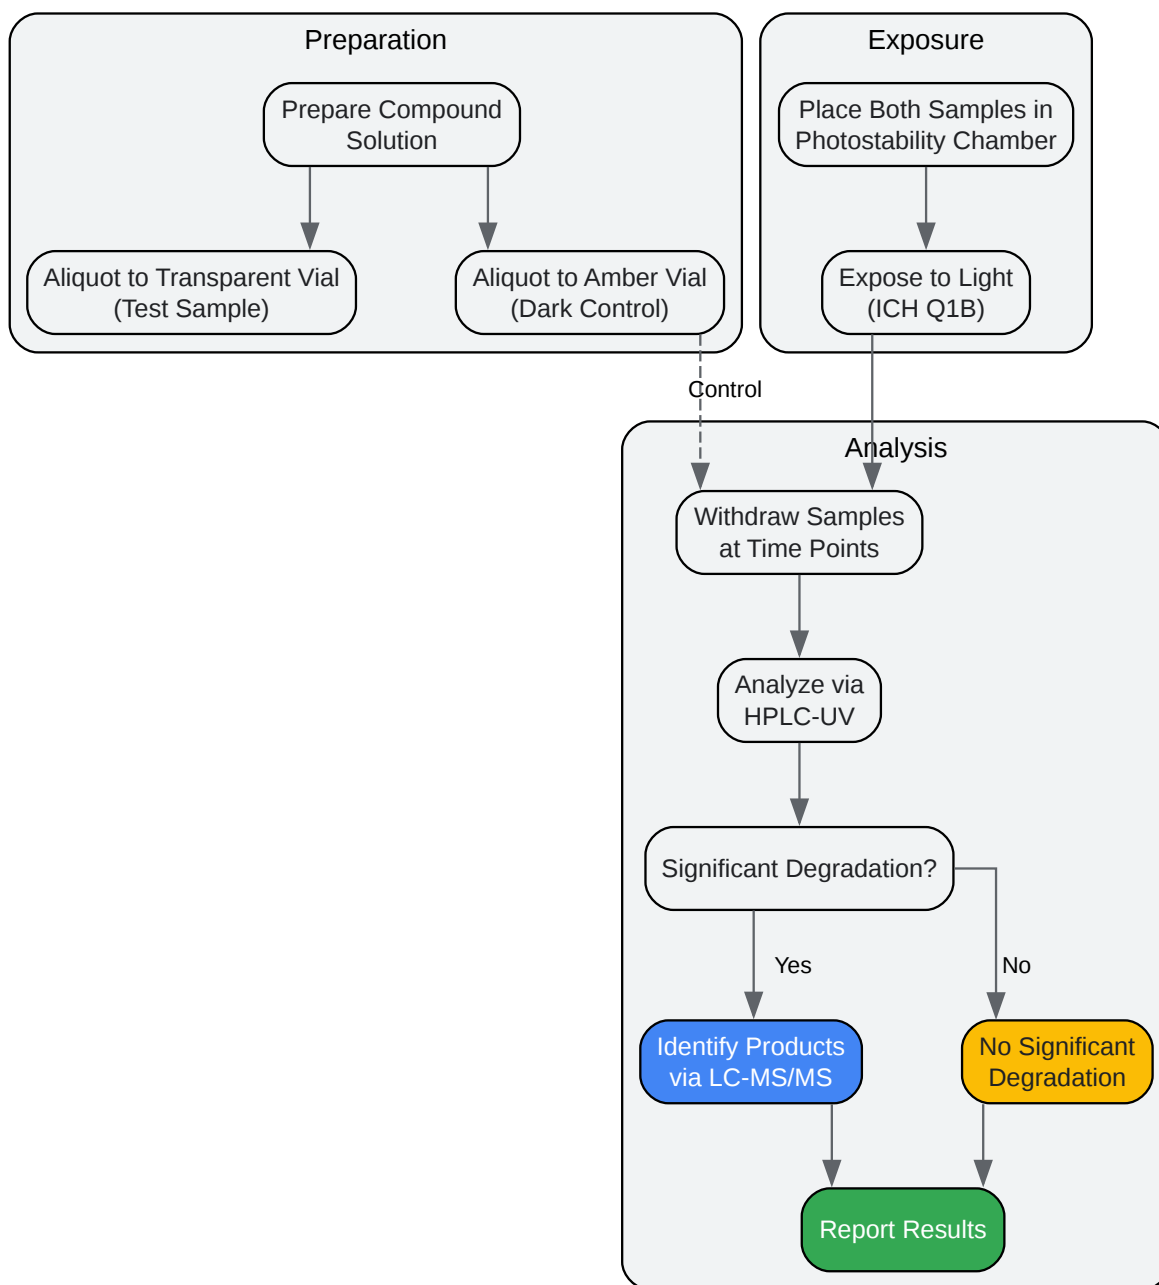 Preparation
Prepare Compound
Solution
Aliquot to Transparent Vial
(Test Sample)
Aliquot to Amber Vial
(Dark Control)
Exposure
Place Both Samples in
Photostability Chamber
Expose to Light
(ICH Q1B)
Control
Analysis
Withdraw Samples
at Time Points
Analyze via
HPLC-UV
Significant Degradation?
Yes
No
Identify Products
via LC-MS/MS
No Significant
Degradation
Report Results